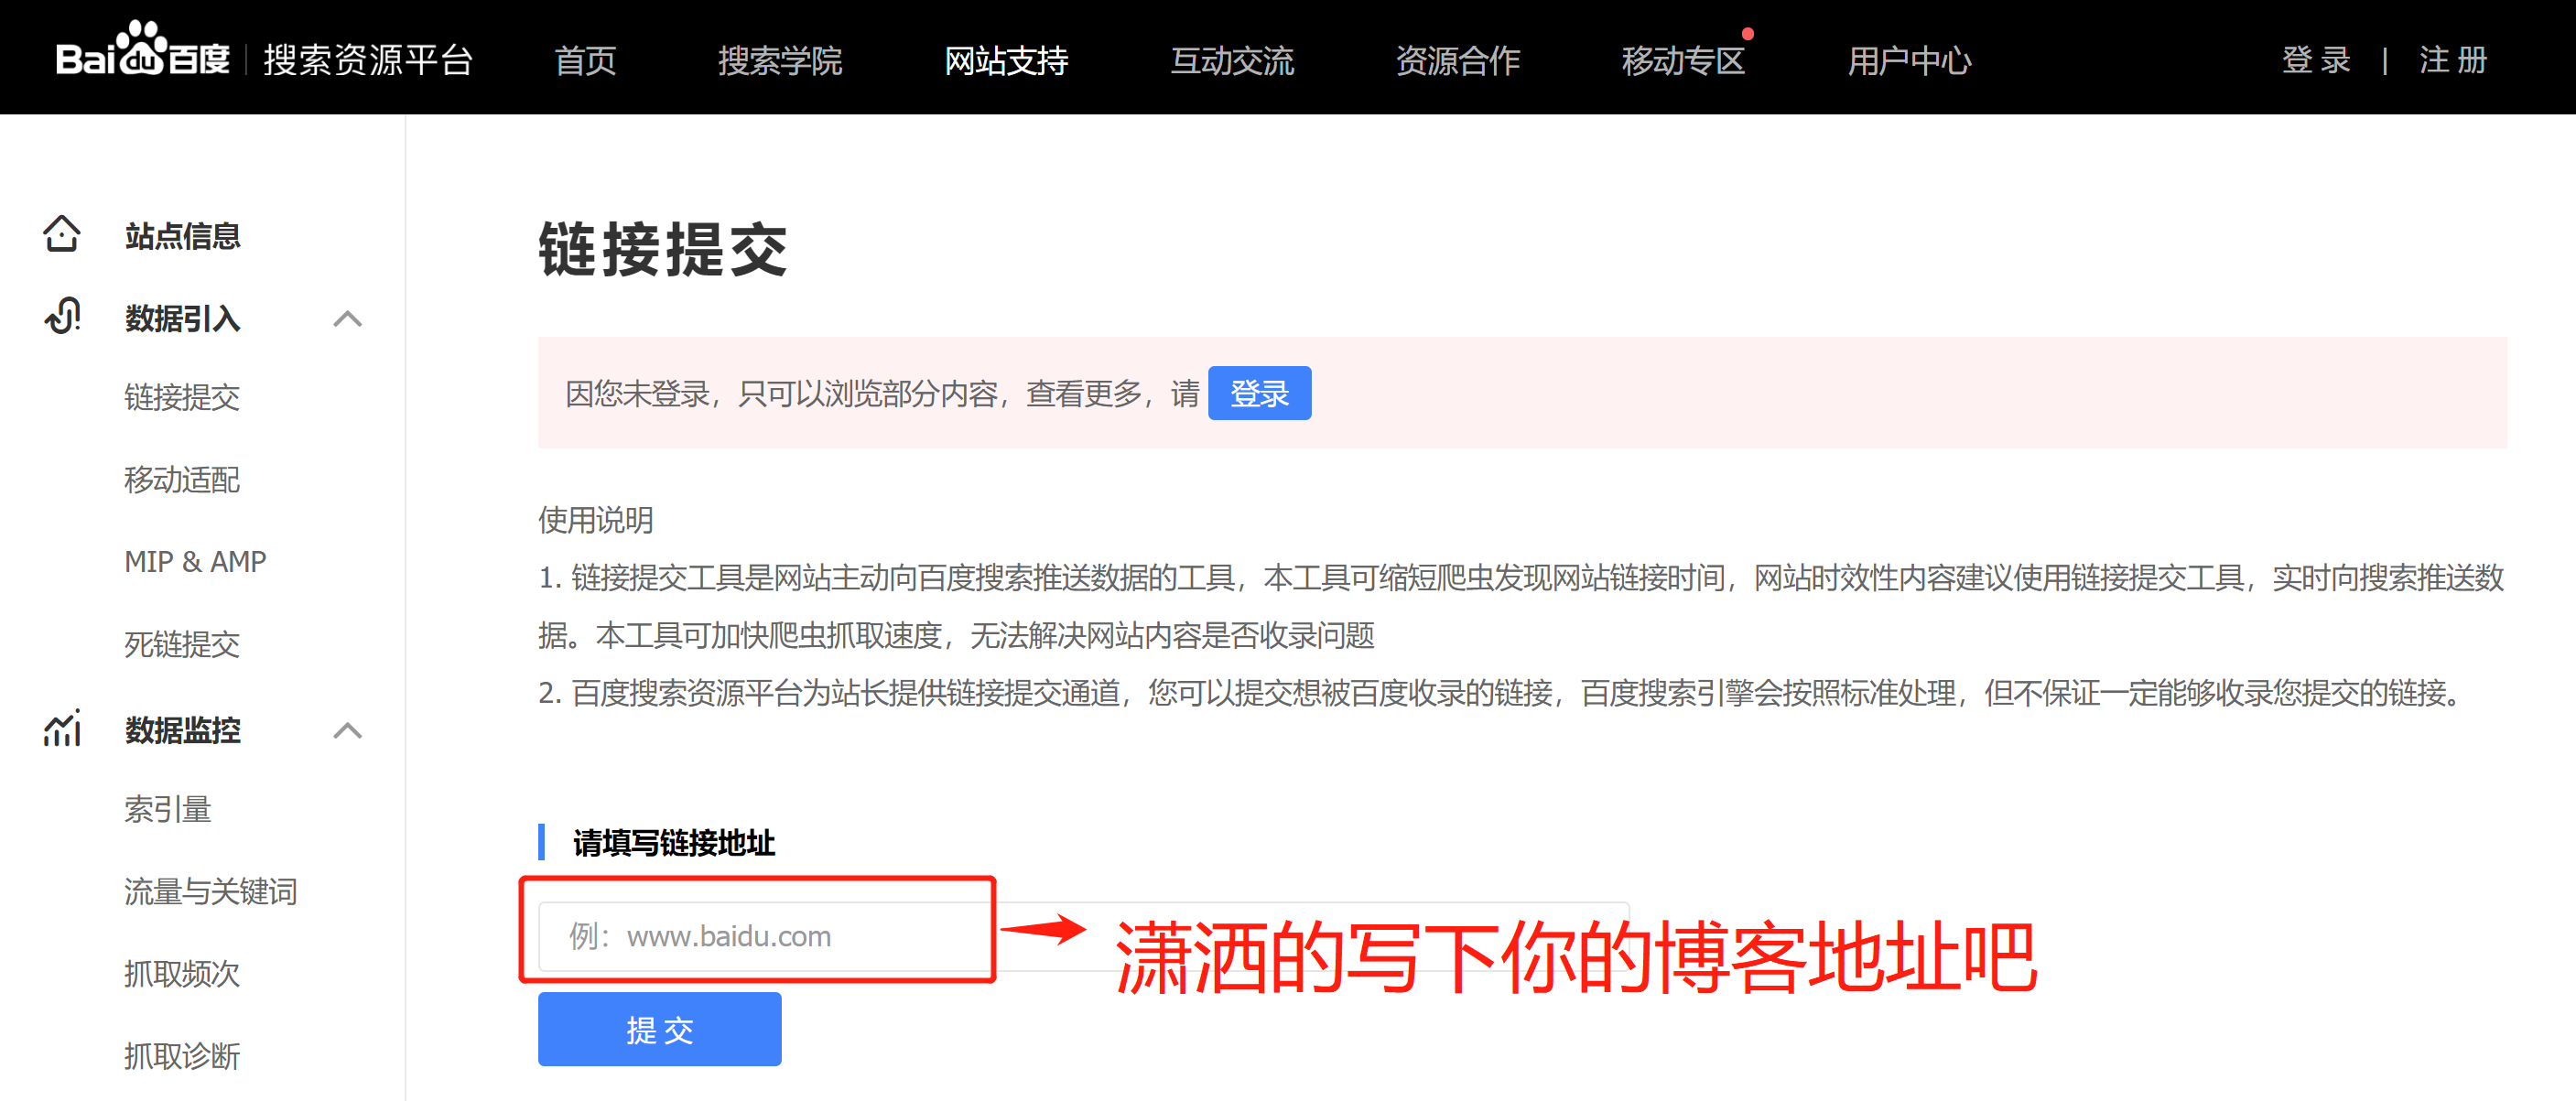 Bai du 百度 | 搜索资源平台
首页
搜索学院
网站支持
互动交流
资源合作
移动专区
用户中心
登 录 | 注 册
站点信息
数据引入
链接提交
移动适配
MIP & AMP
死链提交
数据监控
索引量
流量与关键词
抓取频次
抓取诊断
链接提交
因您未登录，只可以浏览部分内容，查看更多，请 登录
使用说明
1. 链接提交工具是网站主动向百度搜索推送数据的工具，本工具可缩短爬虫发现网站链接时间，网站时效性内容建议使用链接提交工具，实时向搜索推送数
据。本工具可加快爬虫抓取速度，无法解决网站内容是否收录问题
2. 百度搜索资源平台为站长提供链接提交通道，您可以提交想被百度收录的链接，百度搜索引擎会按照标准处理，但不保证一定能够收录您提交的链接。
请填写链接地址
例：www.baidu.com
潇洒的写下你的博客地址吧
提 交